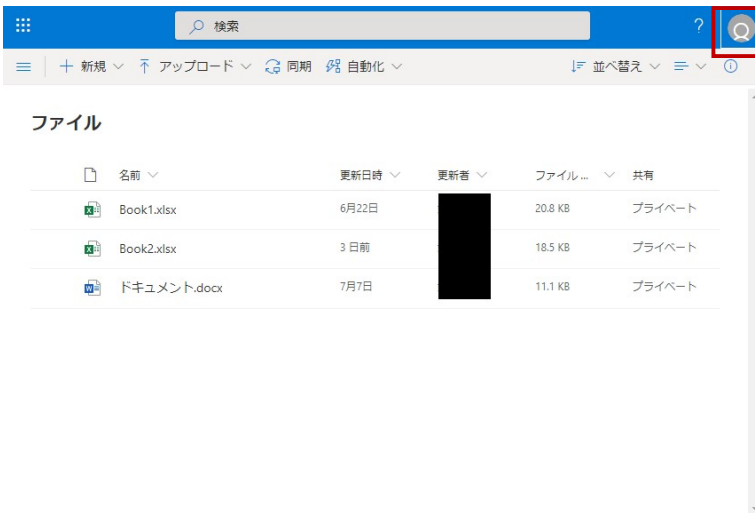 検索 ?
新規 アップロード 同期 自動化 並べ替え
ファイル
名前 更新日時 更新者 ファイル... 共有
Book1.xlsx 6月22日 20.8 KB プライベート
Book2.xlsx 3 日前 18.5 KB プライベート
ドキュメント.docx 7月7日 11.1 KB プライベート